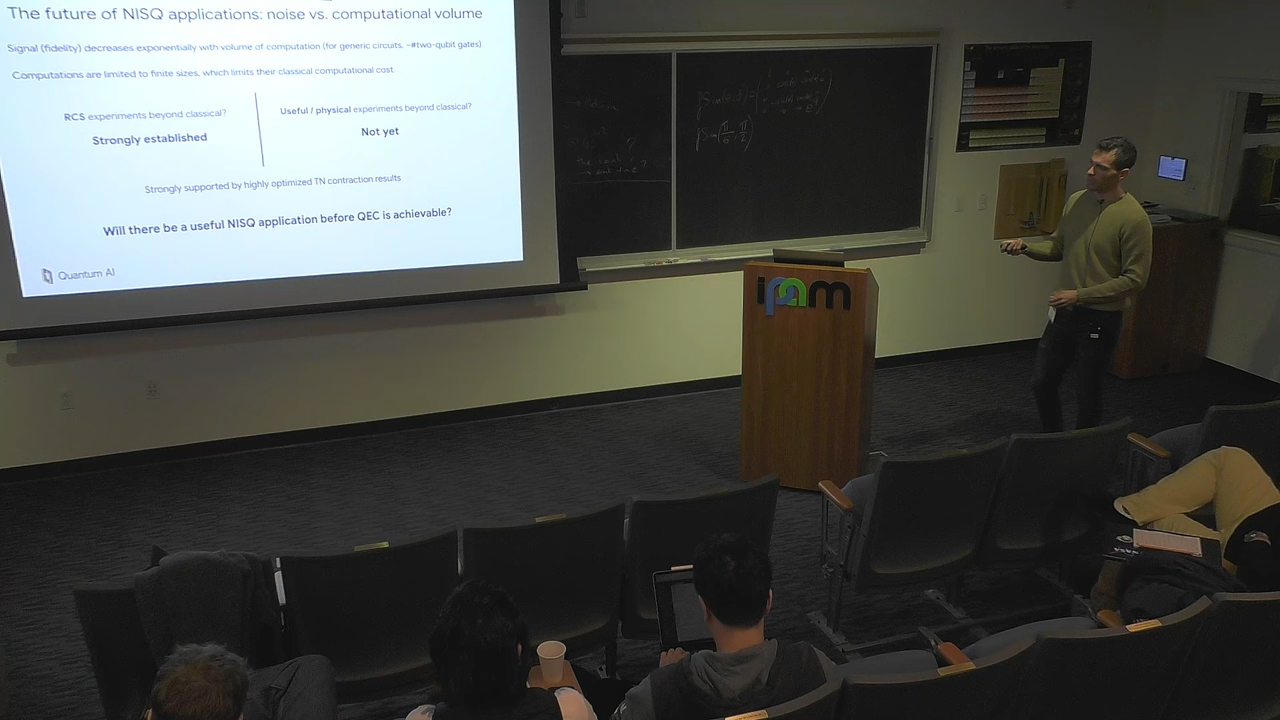 The future of NISQ applications: noise vs. computational volume
Signal (fidelity) decreases exponentially with volume of computation (for generic circuits, ~#two-qubit gates)
Computations are limited to finite sizes, which limits their classical computational cost.
RCS experiments beyond classical?
Strongly established
Useful / physical experiments beyond classical?
Not yet
Strongly supported by highly optimized TN contraction results
Will there be a useful NISQ application before QEC is achievable?
Quantum AI
ipam